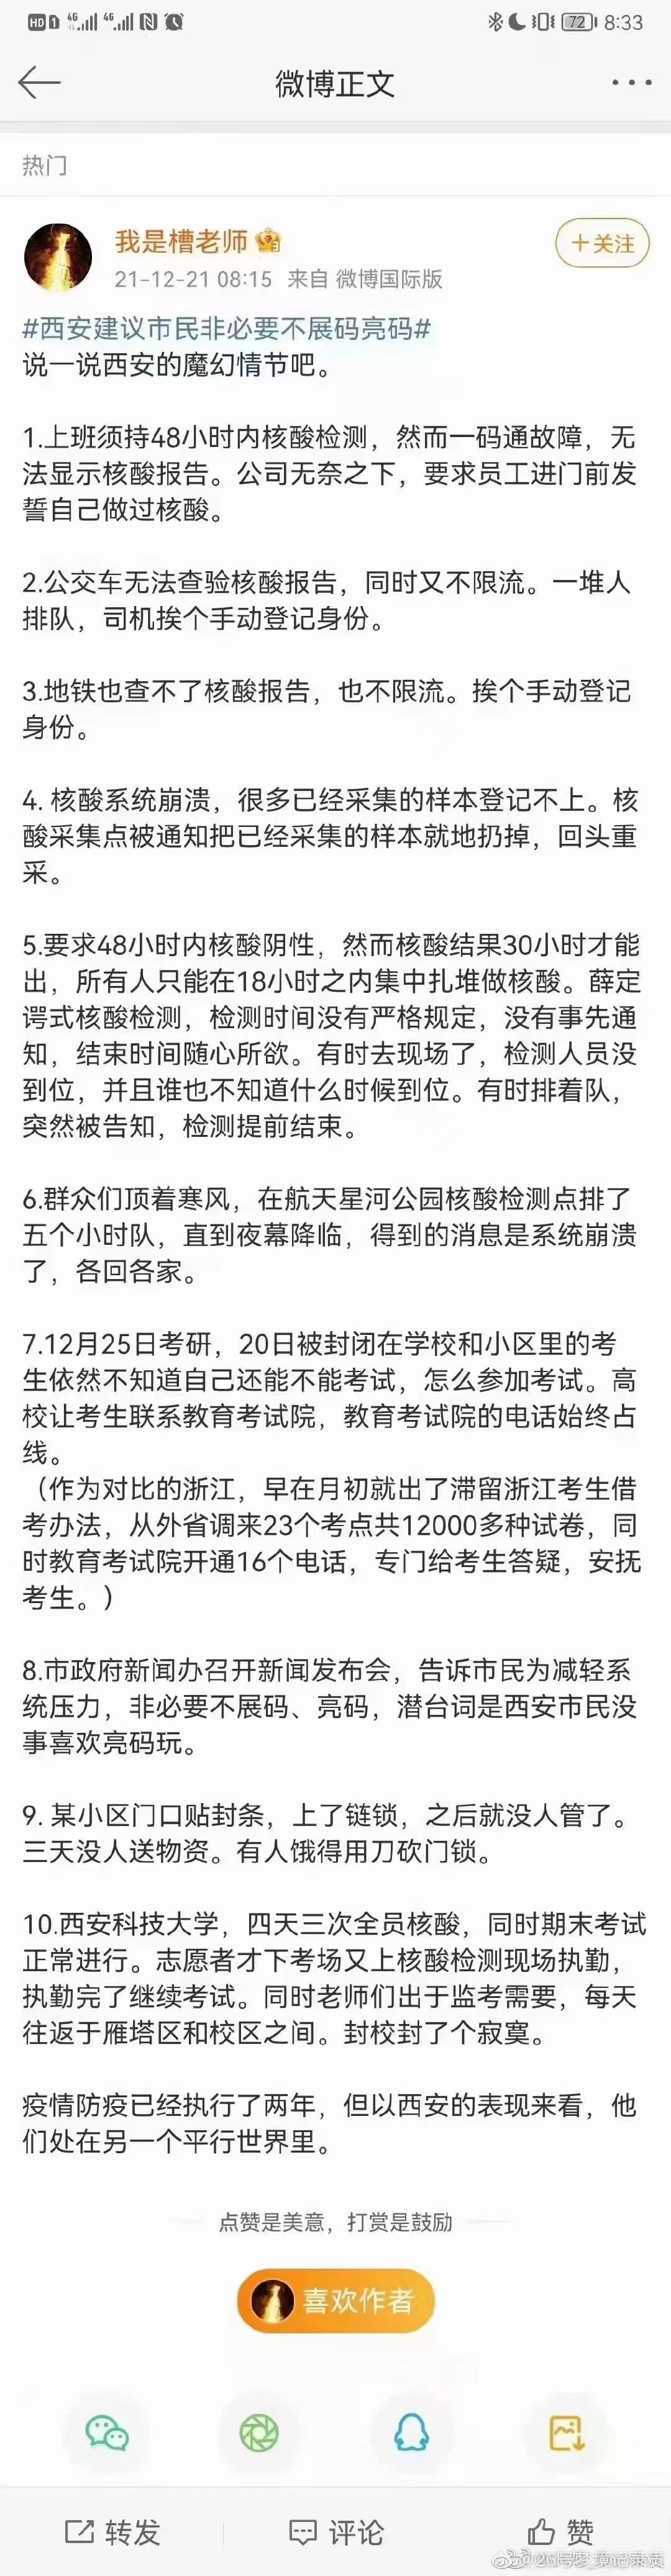 HD 1 4G 4G 72 8:33
微博正文
热门
我是槽老师
+关注
21-12-21 08:15 来自 微博国际版
#西安建议市民非必要不展码亮码#
说一说西安的魔幻情节吧。
1.上班须持48小时内核酸检测，然而一码通故障，无
法显示核酸报告。公司无奈之下，要求员工进门前发
誓自己做过核酸。
2.公交车无法查验核酸报告，同时又不限流。一堆人
排队，司机挨个手动登记身份。
3.地铁也查不了核酸报告，也不限流。挨个手动登记
身份。
4. 核酸系统崩溃，很多已经采集的样本登记不上。核
酸采集点被通知把已经采集的样本就地扔掉，回头重
采。
5.要求48小时内核酸阴性，然而核酸结果30小时才能
出，所有人只能在18小时之内集中扎堆做核酸。薛定
谔式核酸检测，检测时间没有严格规定，没有事先通
知，结束时间随心所欲。有时去现场了，检测人员没
到位，并且谁也不知道什么时候到位。有时排着队，
突然被告知，检测提前结束。
6.群众们顶着寒风，在航天星河公园核酸检测点排了
五个小时队，直到夜幕降临，得到的消息是系统崩溃
了，各回各家。
7.12月25日考研，20日被封闭在学校和小区里的考
生依然不知道自己还能不能考试，怎么参加考试。高
校让考生联系教育考试院，教育考试院的电话始终占
线。
（作为对比的浙江，早在月初就出了滞留浙江考生借
考办法，从外省调来23个考点共12000多种试卷，同
时教育考试院开通16个电话，专门给考生答疑，安抚
考生。）
8.市政府新闻办召开新闻发布会，告诉市民为减轻系
统压力，非必要不展码、亮码，潜台词是西安市民没
事喜欢亮码玩。
9. 某小区门口贴封条，上了链锁，之后就没人管了。
三天没人送物资。有人饿得用刀砍门锁。
10.西安科技大学，四天三次全员核酸，同时期末考试
正常进行。志愿者才下考场又上核酸检测现场执勤，
执勤完了继续考试。同时老师们出于监考需要，每天
往返于雁塔区和校区之间。封校封了个寂寞。
疫情防疫已经执行了两年，但以西安的表现来看，他
们处在另一个平行世界里。
点赞是美意，打赏是鼓励
喜欢作者
转发 评论 赞